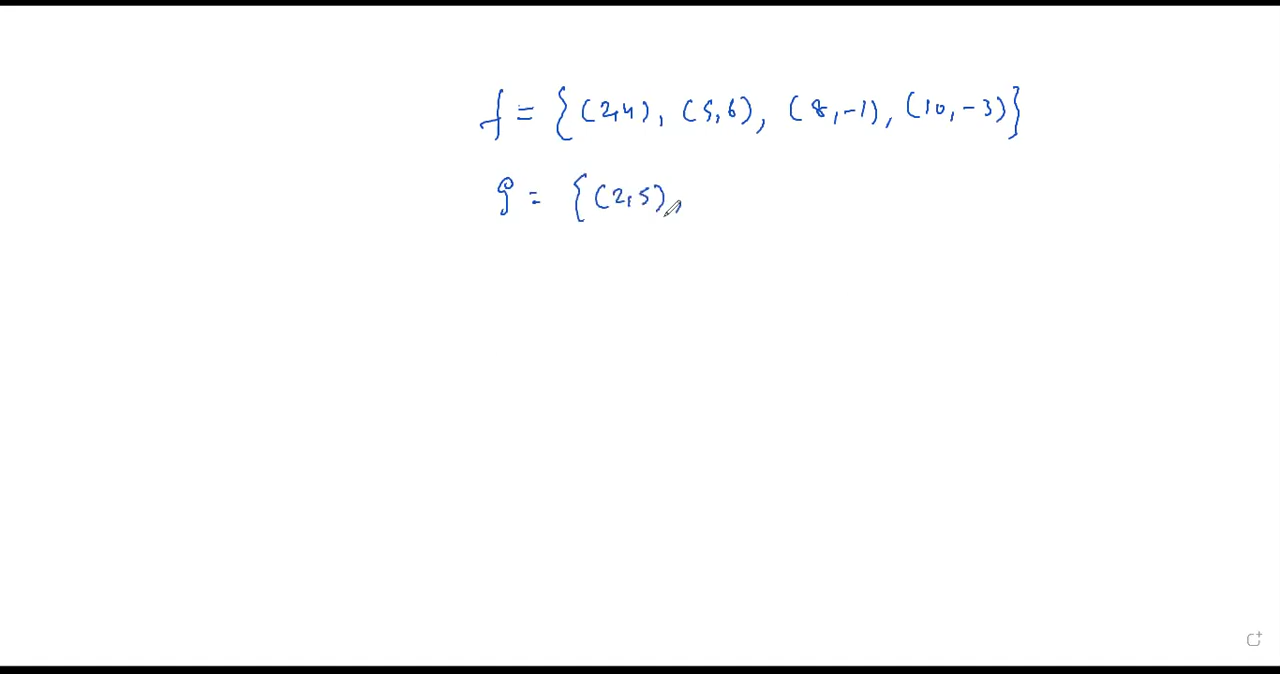 f = {(2,4), (5,6), (8,-1), (10,-3)}
g = {(2,5),